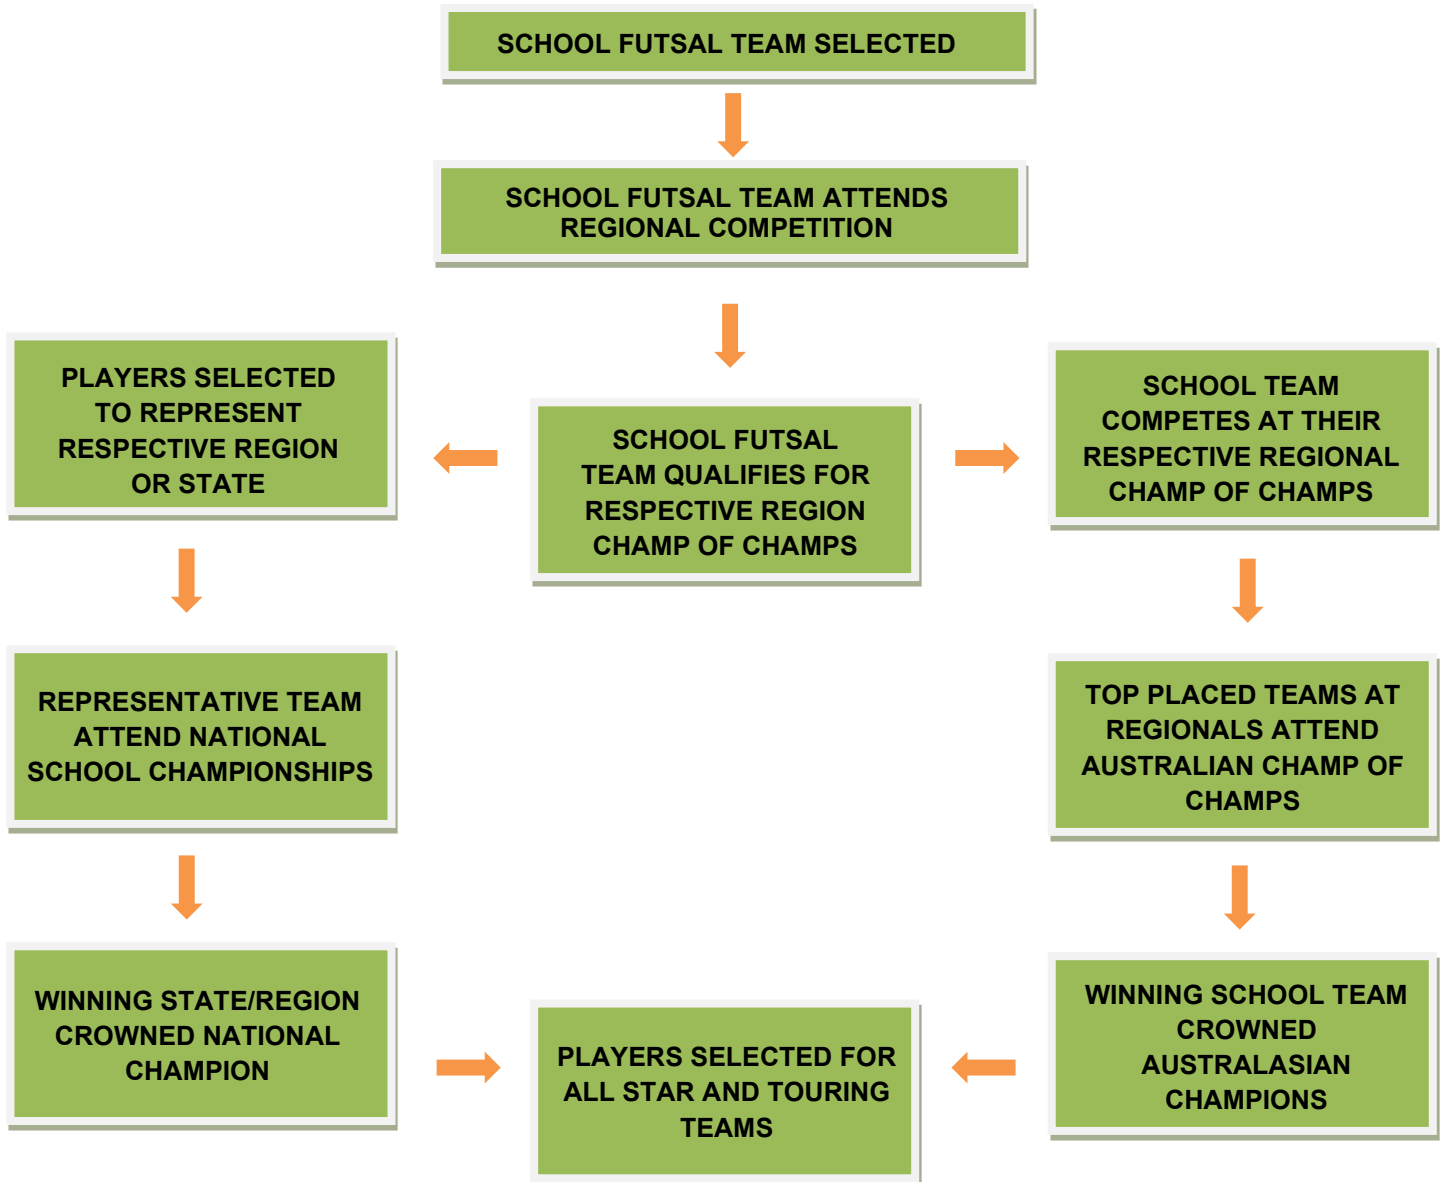 SCHOOL FUTSAL TEAM SELECTED
SCHOOL FUTSAL TEAM ATTENDS
REGIONAL COMPETITION
PLAYERS SELECTED
TO REPRESENT
RESPECTIVE REGION
OR STATE
SCHOOL FUTSAL
TEAM QUALIFIES FOR
RESPECTIVE REGION
CHAMP OF CHAMPS
SCHOOL TEAM
COMPETES AT THEIR
RESPECTIVE REGIONAL
CHAMP OF CHAMPS
REPRESENTATIVE TEAM
ATTEND NATIONAL
SCHOOL CHAMPIONSHIPS
TOP PLACED TEAMS AT
REGIONALS ATTEND
AUSTRALIAN CHAMP OF
CHAMPS
WINNING STATE/REGION
CROWNED NATIONAL
CHAMPION
PLAYERS SELECTED FOR
ALL STAR AND TOURING
TEAMS
WINNING SCHOOL TEAM
CROWNED
AUSTRALASIAN
CHAMPIONS